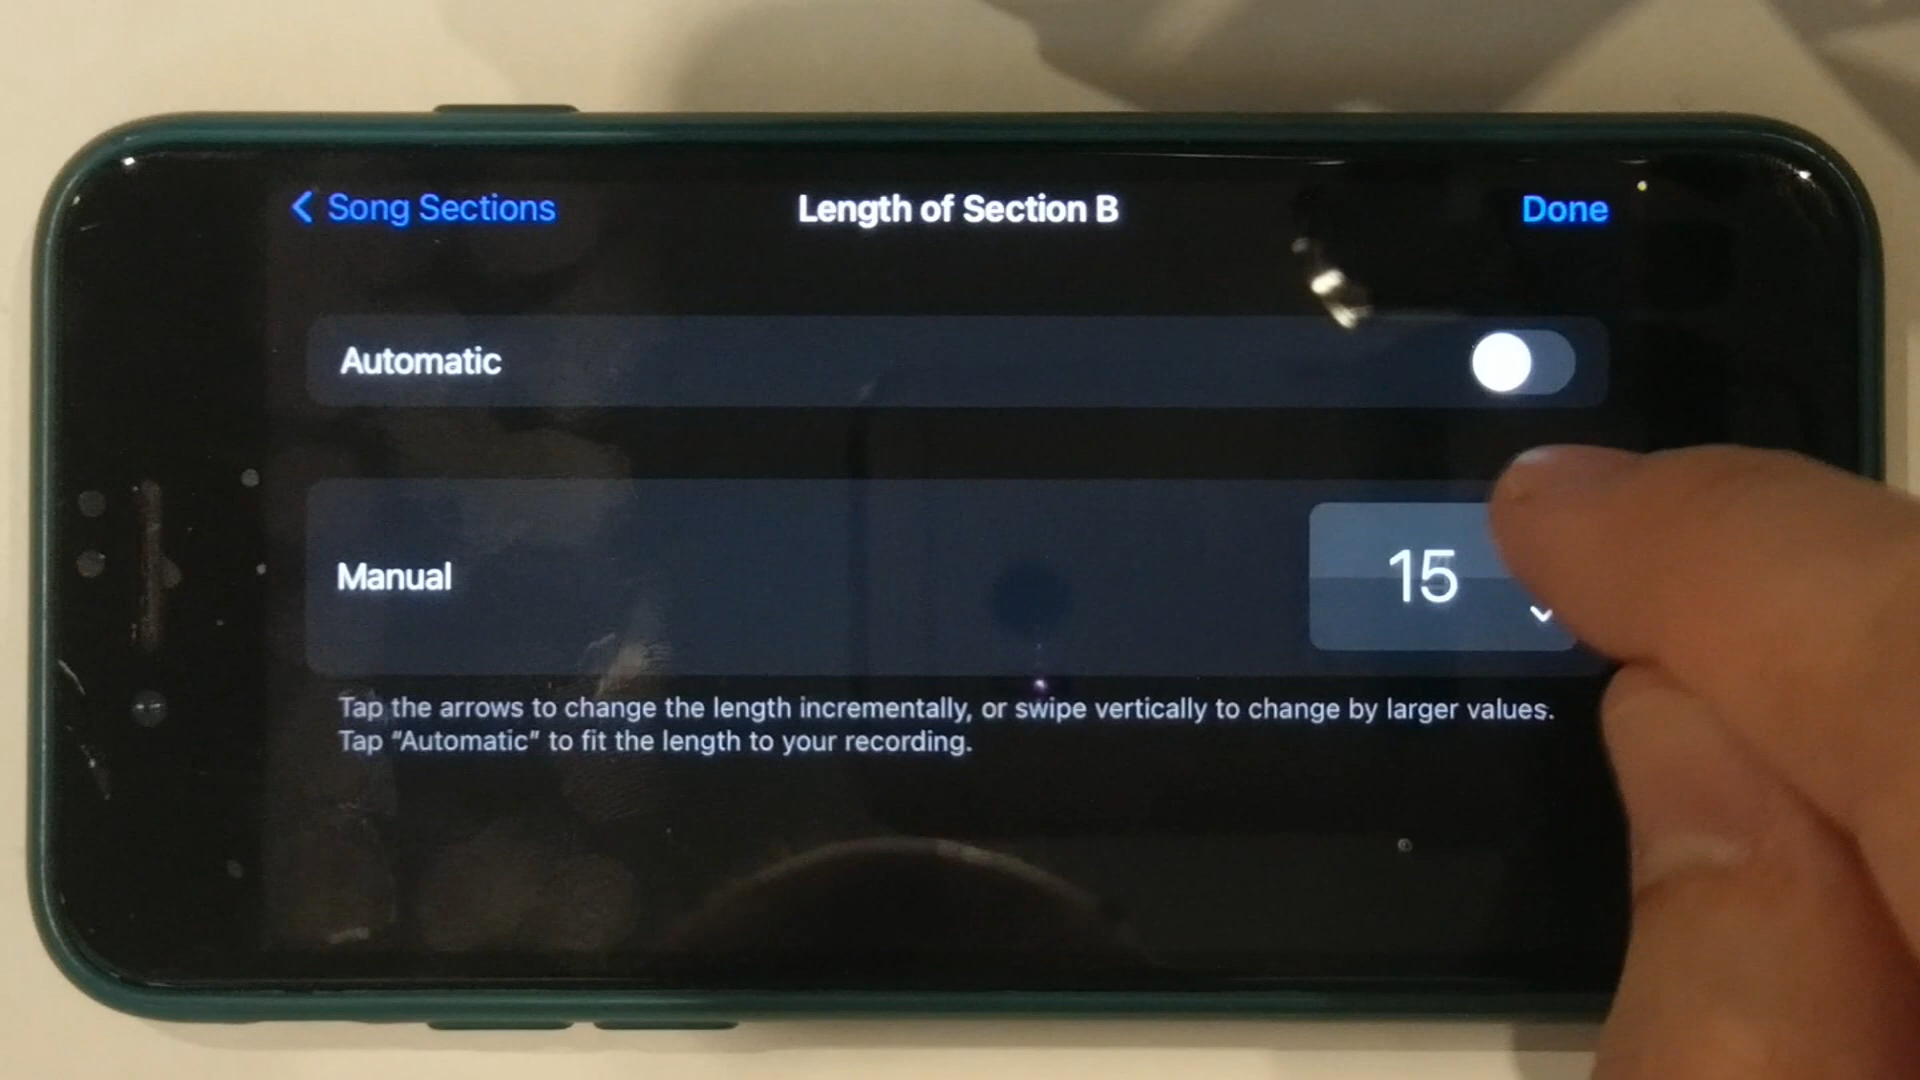 Song Sections
Length of Section B
Done
Automatic
Manual
15
Tap the arrows to change the length incrementally, or swipe vertically to change by larger values.
Tap “Automatic” to fit the length to your recording.